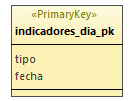 «PrimaryKey»
indicadores_dia_pk
tipo
fecha